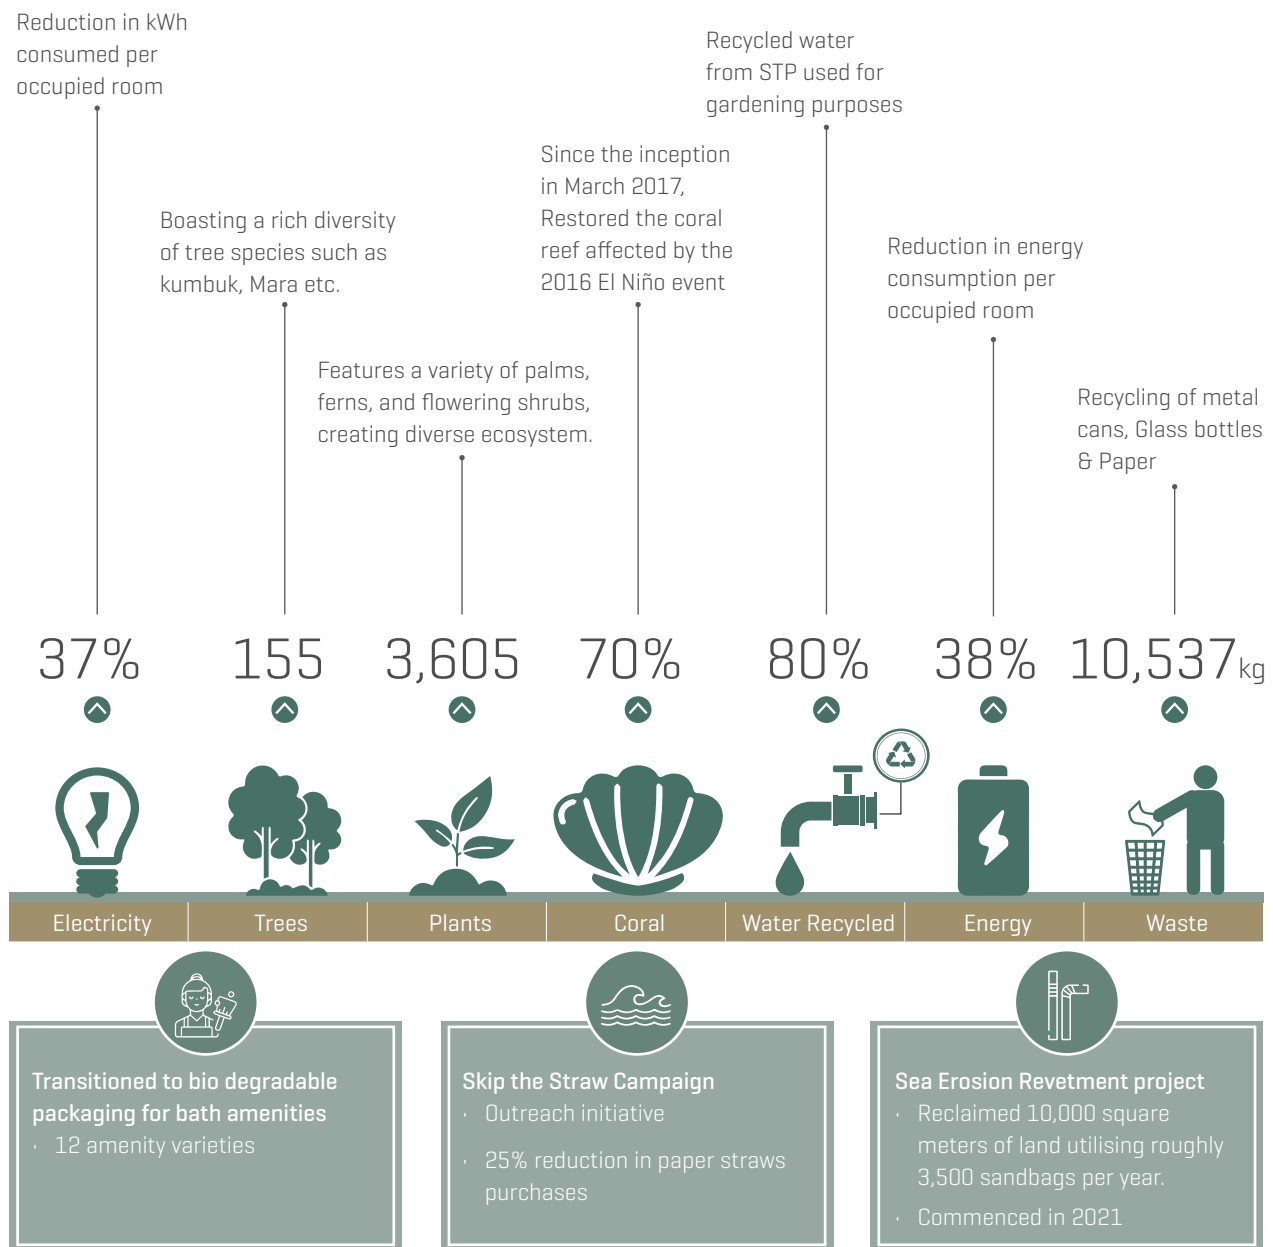 Reduction in kWh
consumed per
occupied room
Boasting a rich diversity
of tree species such as
kumbuk, Mara etc.
Features a variety of palms,
ferns, and flowering shrubs,
creating diverse ecosystem.
Since the inception
in March 2017,
Restored the coral
reef affected by the
2016 El Niño event
Recycled water
from STP used for
gardening purposes
Reduction in energy
consumption per
occupied room
Recycling of metal
cans, Glass bottles
& Paper
37%
155
3,605
70%
80%
38%
10,537kg
Electricity
Trees
Plants
Coral
Water Recycled
Energy
Waste
Transitioned to bio degradable
packaging for bath amenities
· 12 amenity varieties
Skip the Straw Campaign
· Outreach initiative
· 25% reduction in paper straws
purchases
Sea Erosion Revetment project
· Reclaimed 10,000 square
meters of land utilising roughly
3,500 sandbags per year.
· Commenced in 2021